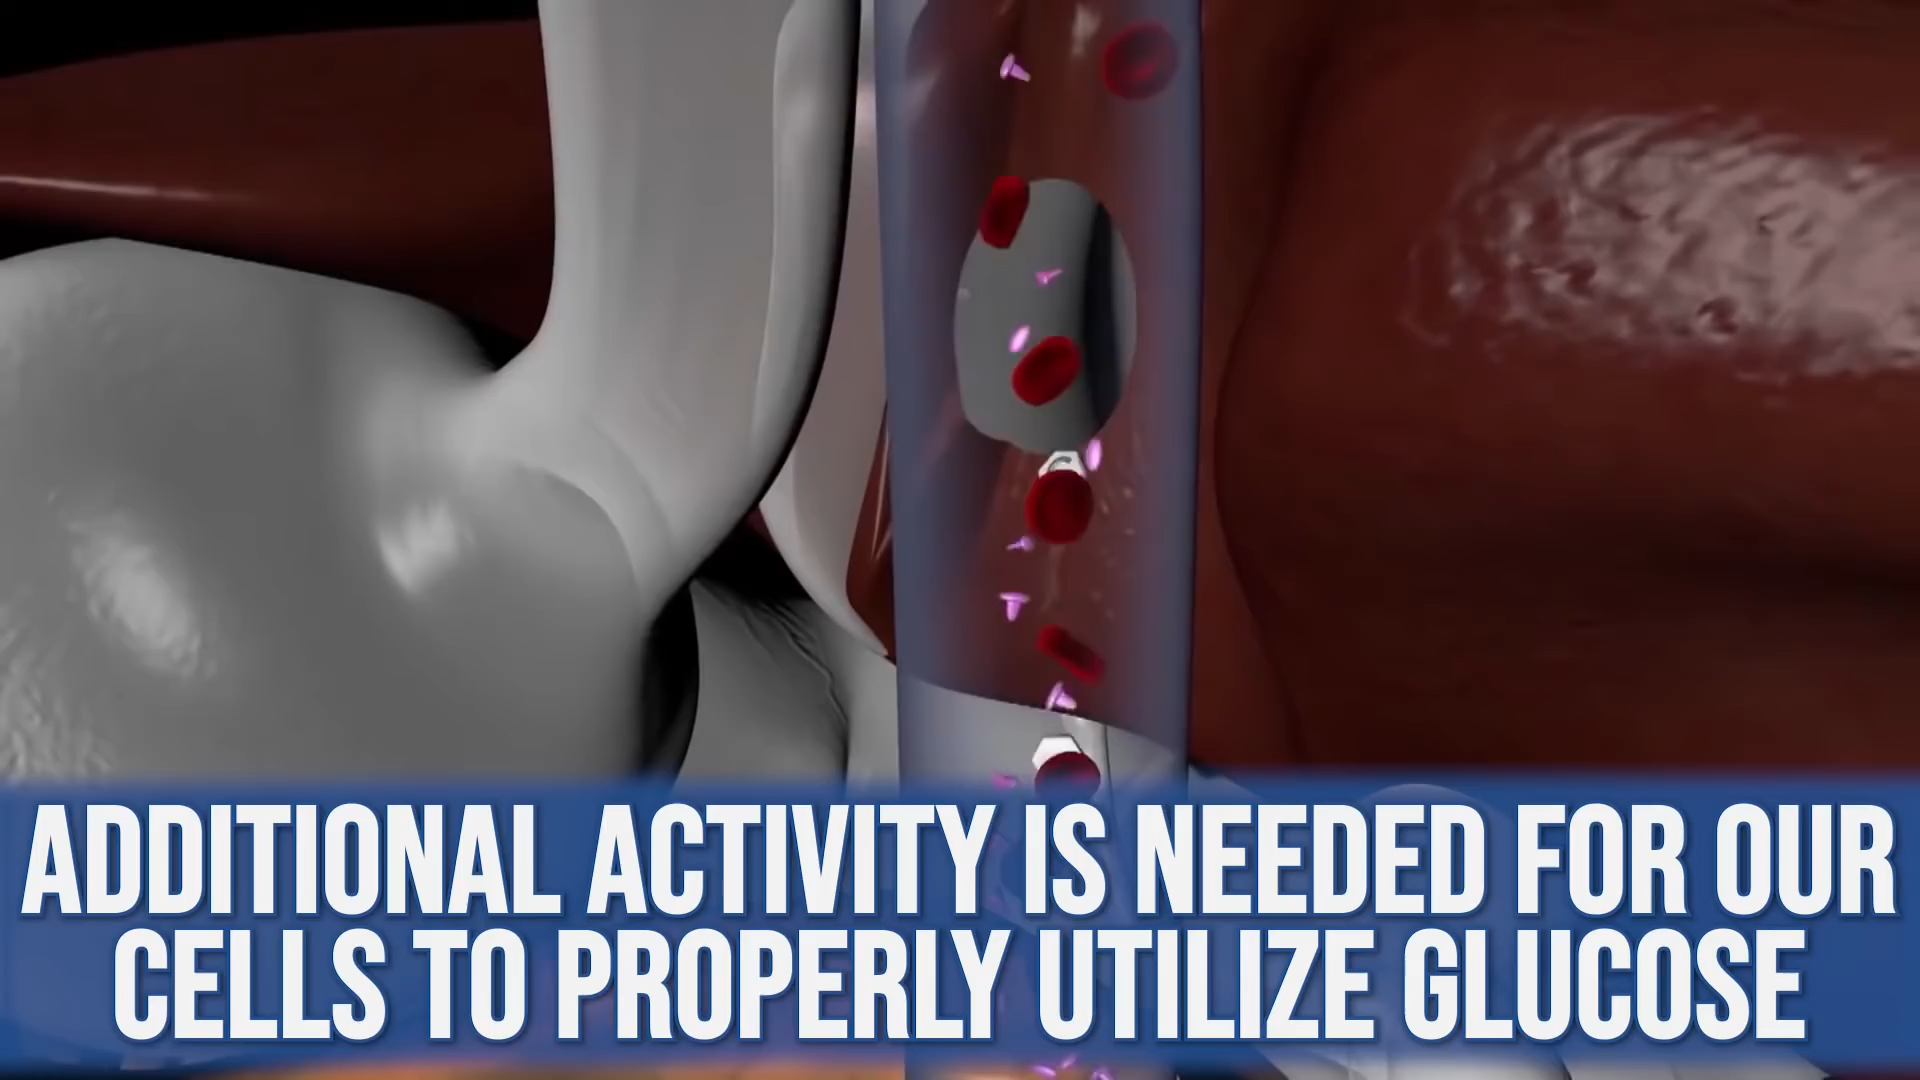 ADDITIONAL ACTIVITY IS NEEDED FOR OUR
CELLS TO PROPERLY UTILIZE GLUCOSE